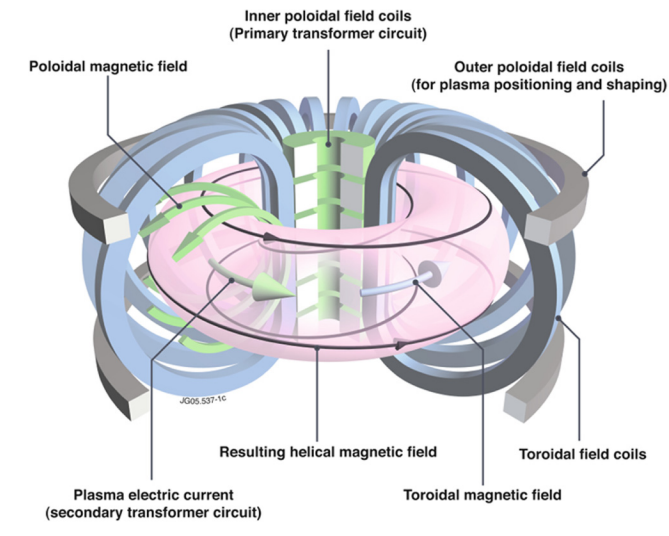 Inner poloidal field coils
(Primary transformer circuit)
Poloidal magnetic field
Outer poloidal field coils
(for plasma positioning and shaping)
JG05.537-1c
Resulting helical magnetic field
Toroidal field coils
Plasma electric current
(secondary transformer circuit)
Toroidal magnetic field